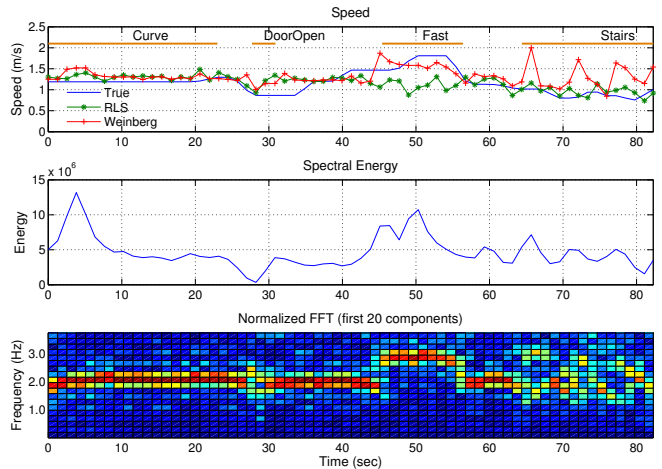 Speed
Curve DoorOpen Fast Stairs
2.5
2
1.5
1
0.5
0
Speed (m/s)
True
RLS
Weinberg
0 10 20 30 40 50 60 70 80
Spectral Energy
x 10^6
15
10
5
0
Energy
0 10 20 30 40 50 60 70 80
Normalized FFT (first 20 components)
3.0
2.0
1.0
Frequency (Hz)
0 10 20 30 40 50 60 70 80
Time (sec)